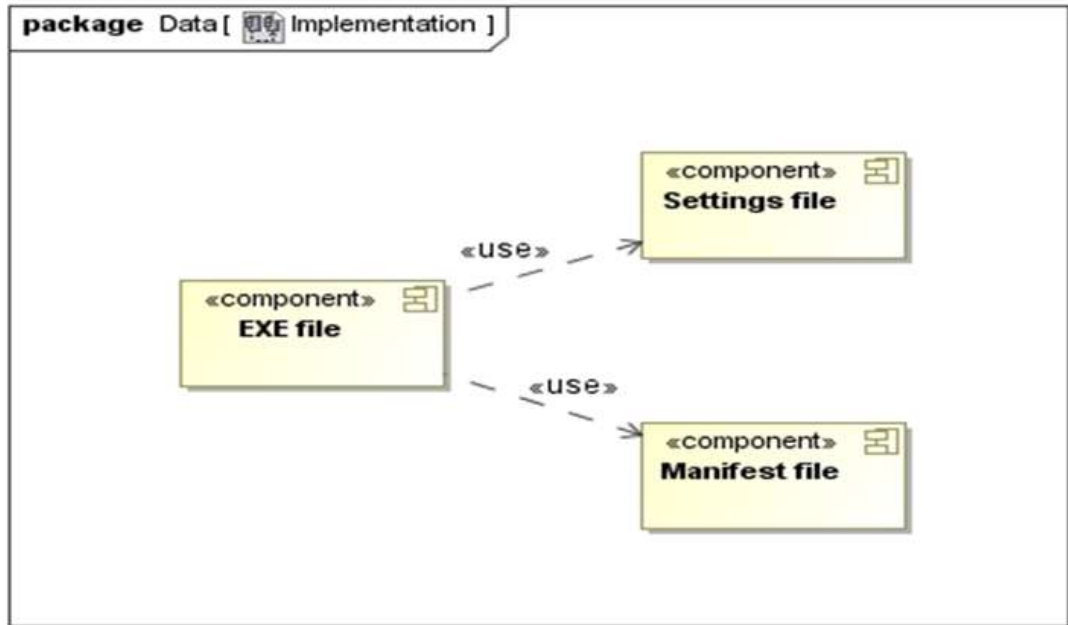 package Data [ Implementation ]
«component»
Settings file
«use»
«component»
EXE file
«use»
«component»
Manifest file